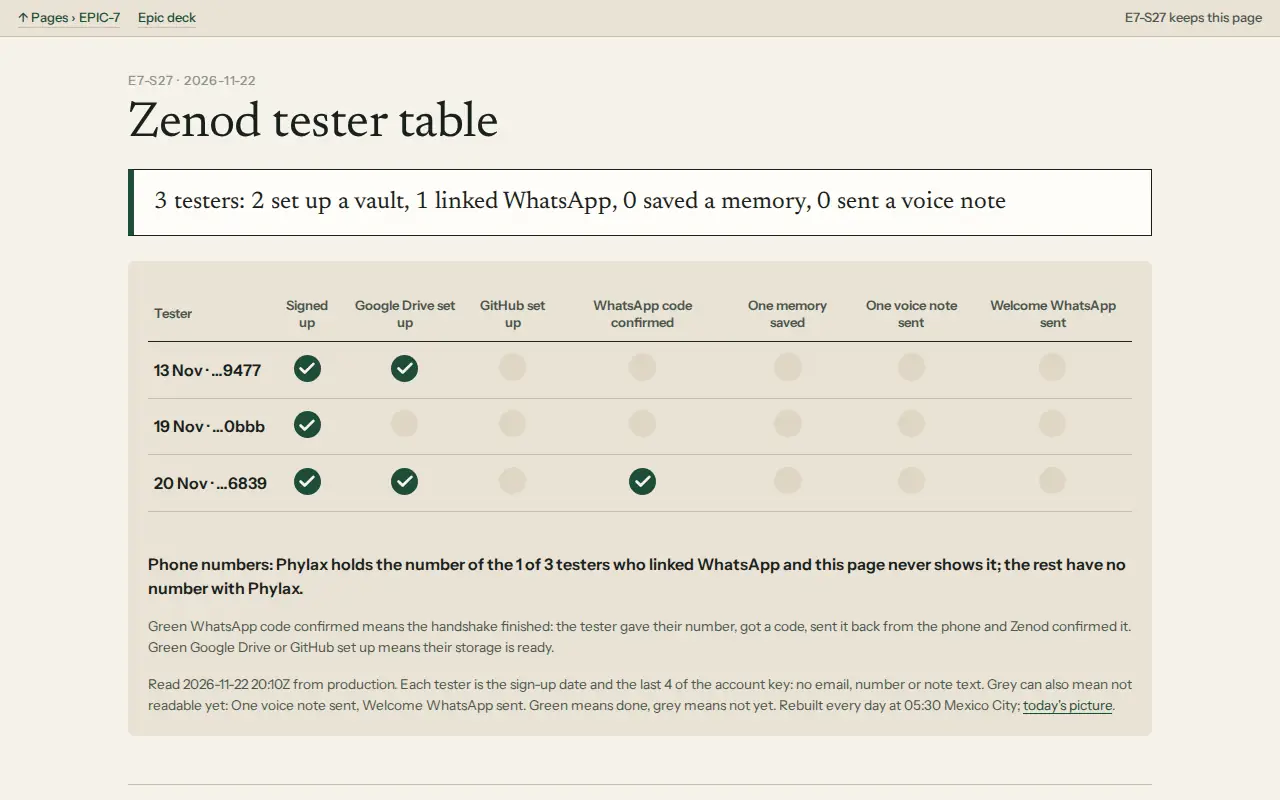 ↑ Pages › EPIC-7 Epic deck E7-S27 keeps this page
E7-S27 · 2026-11-22
Zenod tester table
3 testers: 2 set up a vault, 1 linked WhatsApp, 0 saved a memory, 0 sent a voice note
Tester Signed up Google Drive set up GitHub set up WhatsApp code confirmed One memory saved One voice note sent Welcome WhatsApp sent
13 Nov · …9477
19 Nov · …0bbb
20 Nov · …6839
Phone numbers: Phylax holds the number of the 1 of 3 testers who linked WhatsApp and this page never shows it; the rest have no
number with Phylax.
Green WhatsApp code confirmed means the handshake finished: the tester gave their number, got a code, sent it back from the phone and Zenod confirmed it.
Green Google Drive or GitHub set up means their storage is ready.
Read 2026-11-22 20:10Z from production. Each tester is the sign-up date and the last 4 of the account key: no email, number or note text. Grey can also mean not
readable yet: One voice note sent, Welcome WhatsApp sent. Green means done, grey means not yet. Rebuilt every day at 05:30 Mexico City; today's picture.